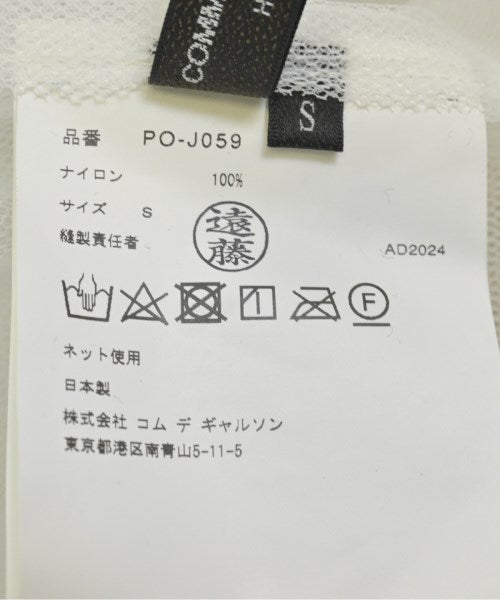 COMM
H
S
品番 PO-J059
ナイロン 100%
サイズ S
縫製責任者 遠藤
AD2024
F
ネット使用
日本製
株式会社 コム デ ギャルソン
東京都港区南青山5-11-5